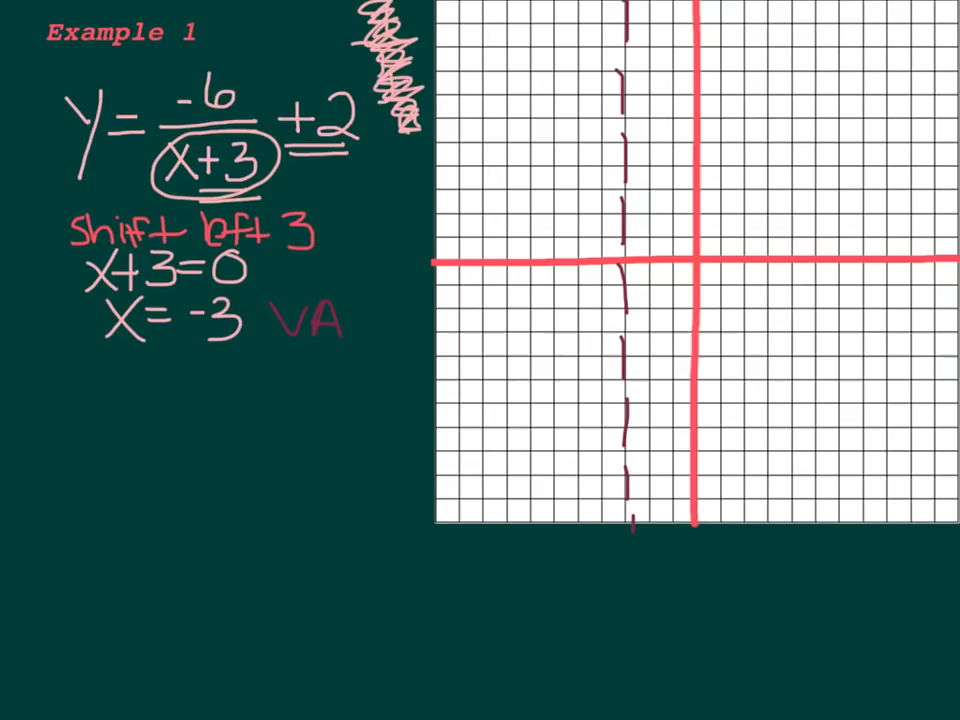 Example 1
y = -6/(x+3) +2
shift left 3
x+3=0
x= -3 VA